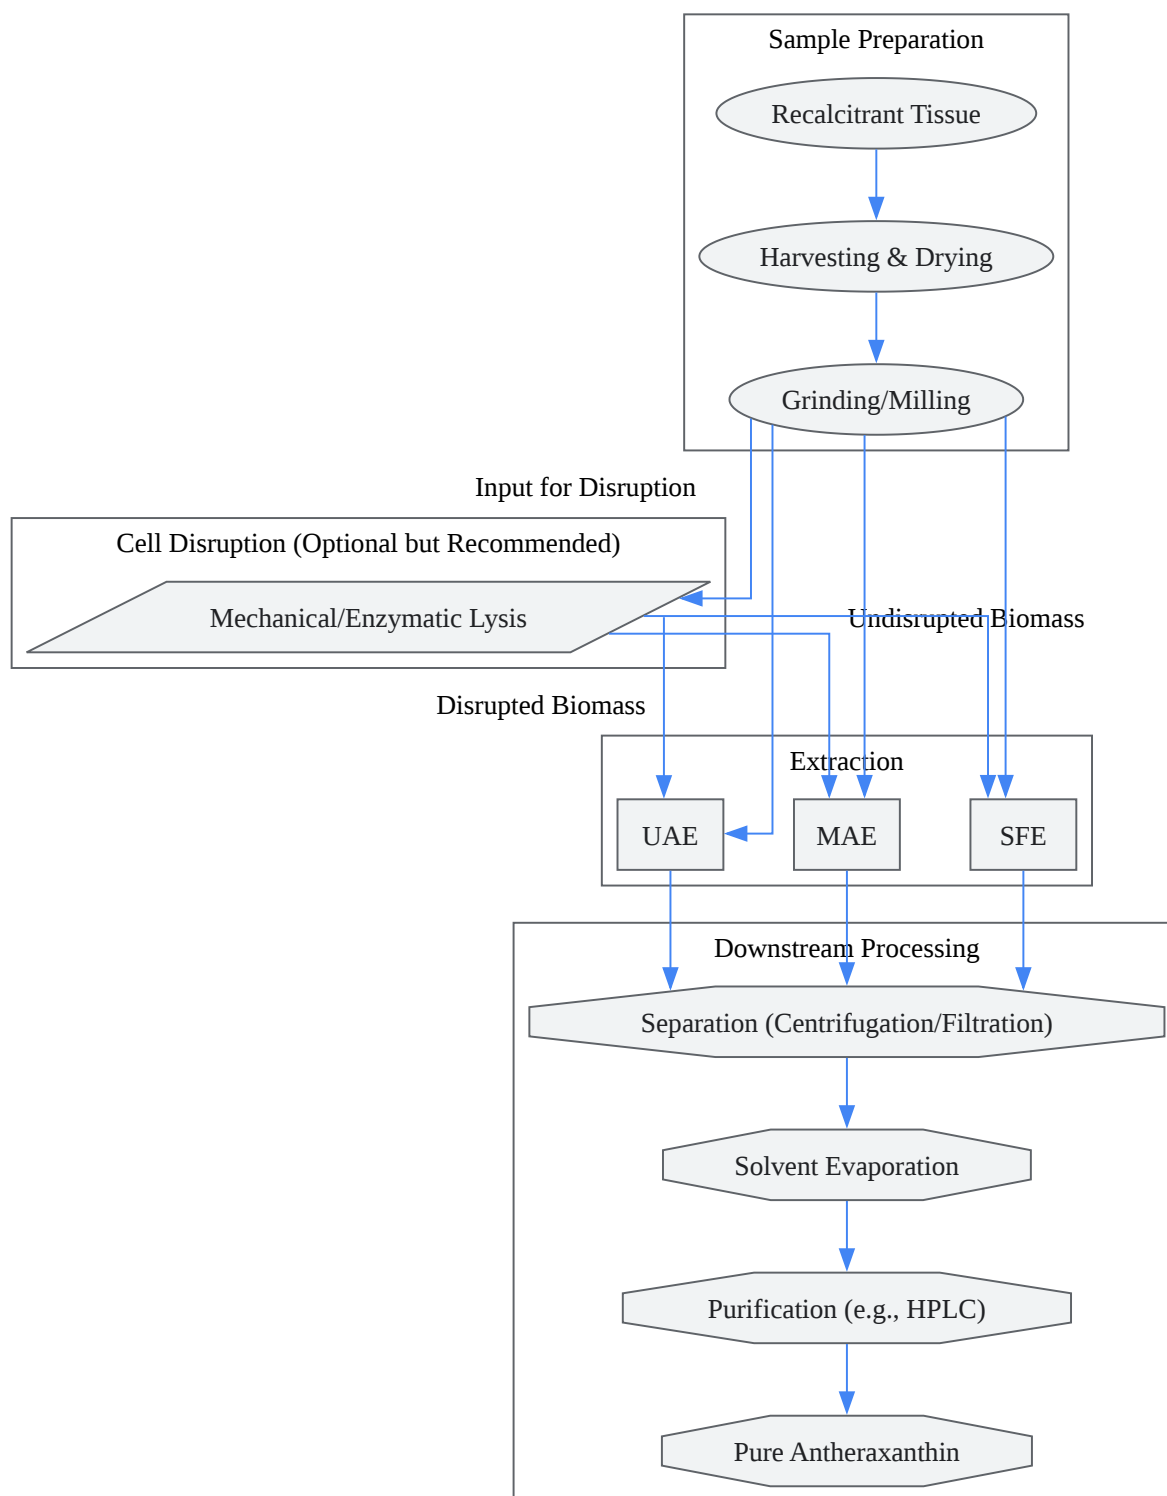 Sample Preparation
Recalcitrant Tissue
Harvesting & Drying
Grinding/Milling
Input for Disruption
Cell Disruption (Optional but Recommended)
Mechanical/Enzymatic Lysis
Undisrupted Biomass
Disrupted Biomass
Extraction
UAE
MAE
SFE
Downstream Processing
Separation (Centrifugation/Filtration)
Solvent Evaporation
Purification (e.g., HPLC)
Pure Antheraxanthin